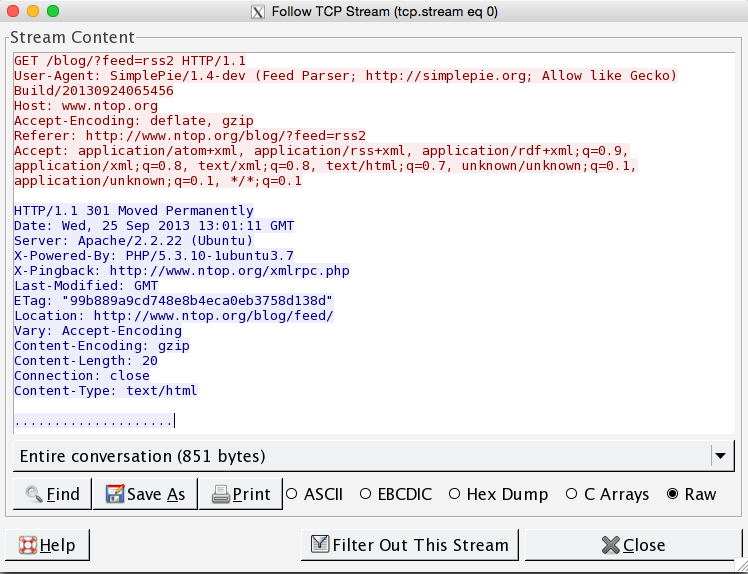 Follow TCP Stream (tcp.stream eq 0)
Stream Content
GET /blog/?feed=rss2 HTTP/1.1
User-Agent: SimplePie/1.4-dev (Feed Parser; http://simplepie.org; Allow like Gecko)
Build/20130924065456
Host: www.ntop.org
Accept-Encoding: deflate, gzip
Referer: http://www.ntop.org/blog/?feed=rss2
Accept: application/atom+xml, application/rss+xml, application/rdf+xml;q=0.9,
application/xml;q=0.8, text/xml;q=0.8, text/html;q=0.7, unknown/unknown;q=0.1,
application/unknown;q=0.1, */*;q=0.1
HTTP/1.1 301 Moved Permanently
Date: Wed, 25 Sep 2013 13:01:11 GMT
Server: Apache/2.2.22 (Ubuntu)
X-Powered-By: PHP/5.3.10-1ubuntu3.7
X-Pingback: http://www.ntop.org/xmlrpc.php
Last-Modified: GMT
ETag: "99b889a9cd748e8b4eca0eb3758d138d"
Location: http://www.ntop.org/blog/feed/
Vary: Accept-Encoding
Content-Encoding: gzip
Content-Length: 20
Connection: close
Content-Type: text/html
....................
Entire conversation (851 bytes)
Find Save As Print ASCII EBCDIC Hex Dump C Arrays Raw
Help Filter Out This Stream Close